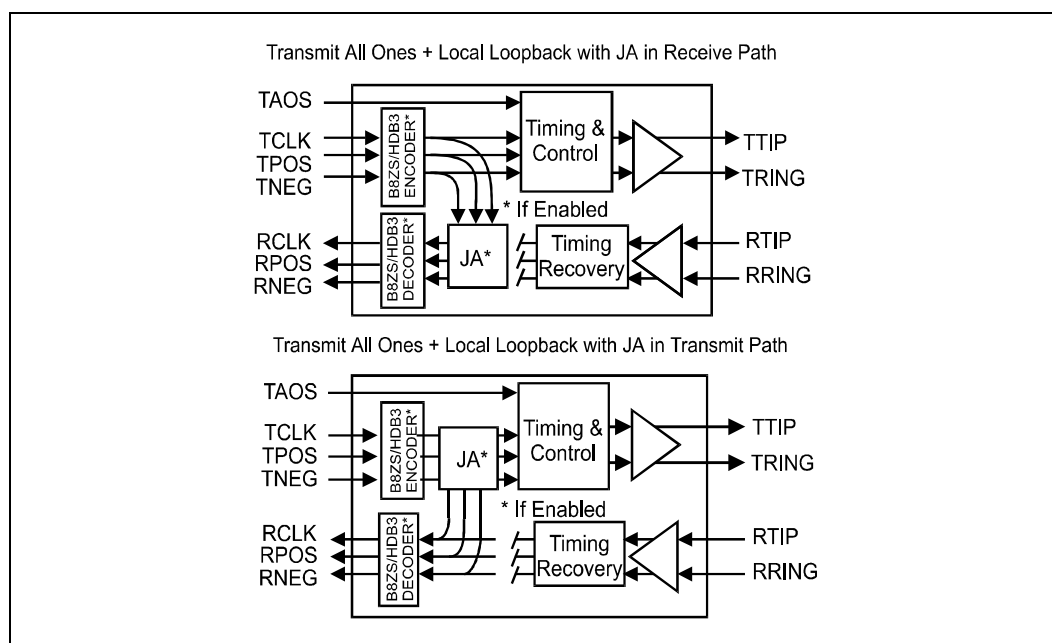 Transmit All Ones + Local Loopback with JA in Receive Path
TAOS
TCLK
TPOS
TNEG
B8ZS/HDB3
ENCODER*
Timing &
Control
TTIP
TRING
* If Enabled
RCLK
RPOS
RNEG
B8ZS/HDB3
DECODER*
JA*
Timing
Recovery
RTIP
RRING
Transmit All Ones + Local Loopback with JA in Transmit Path
TAOS
TCLK
TPOS
TNEG
B8ZS/HDB3
ENCODER*
JA*
Timing &
Control
TTIP
TRING
* If Enabled
RCLK
RPOS
RNEG
B8ZS/HDB3
DECODER*
Timing
Recovery
RTIP
RRING